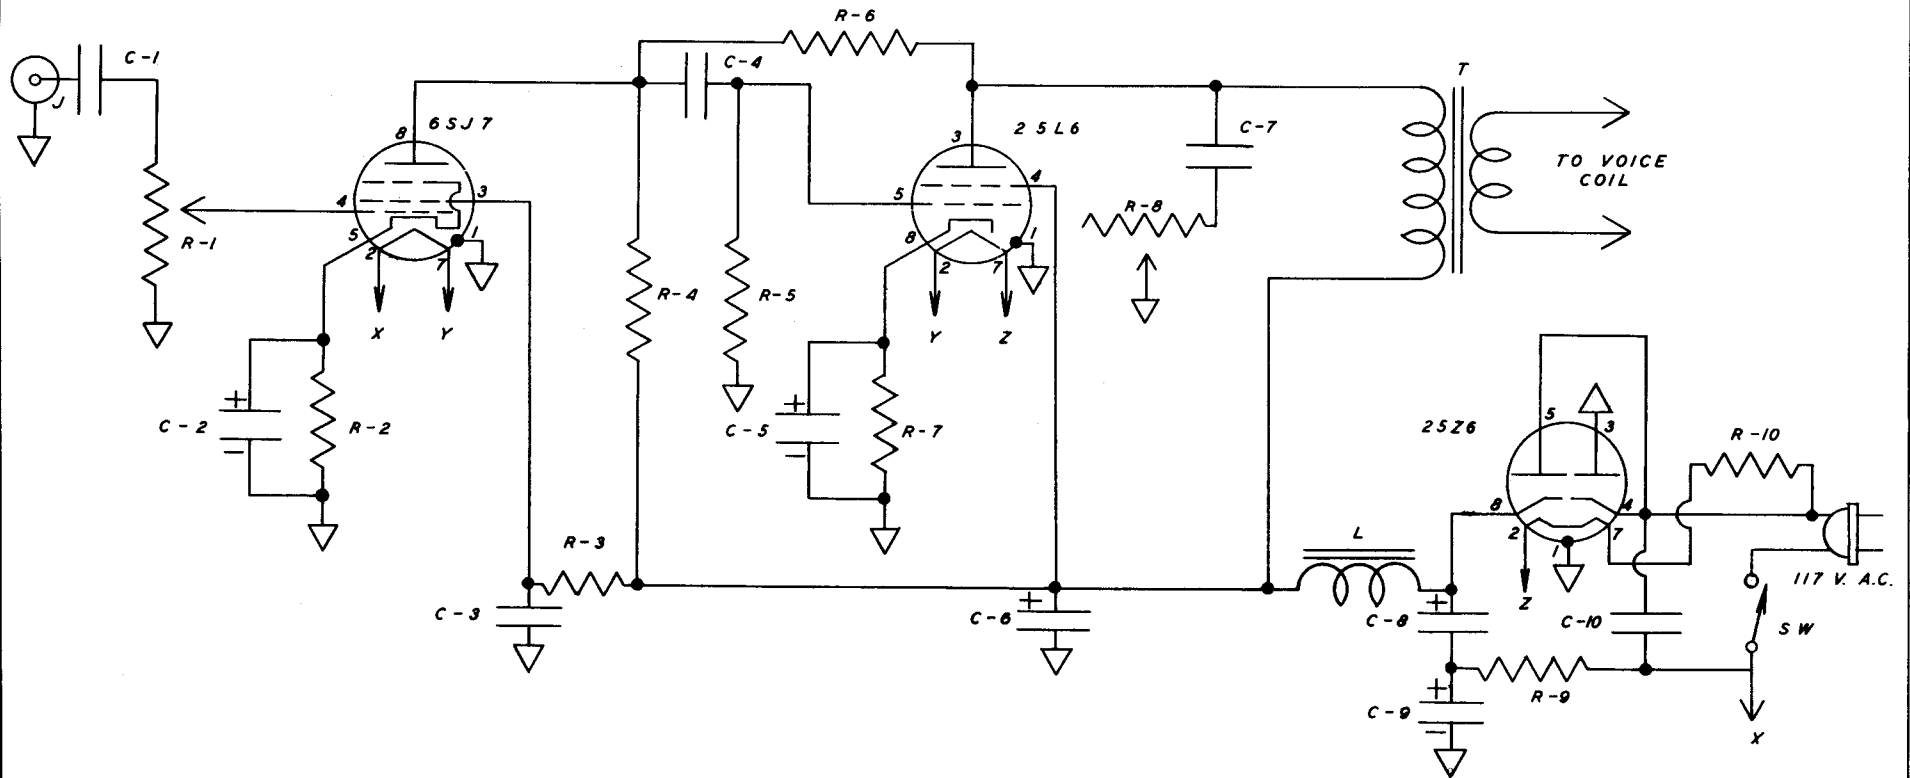 R-6
C-1
C-4
T
J
8
6SJ7
3
25L6
C-7
TO VOICE
COIL
4
3
5
4
R-8
R-1
5
2
7
1
8
2
7
1
R-4
R-5
X
Y
Y
Z
C-2
+
-
R-2
C-5
+
-
R-7
25Z6
5
3
R-10
8
4
2
7
1
L
R-3
117 V. A.C.
C-3
C-6
+
C-8
+
Z
C-10
SW
R-9
C-9
+
-
X